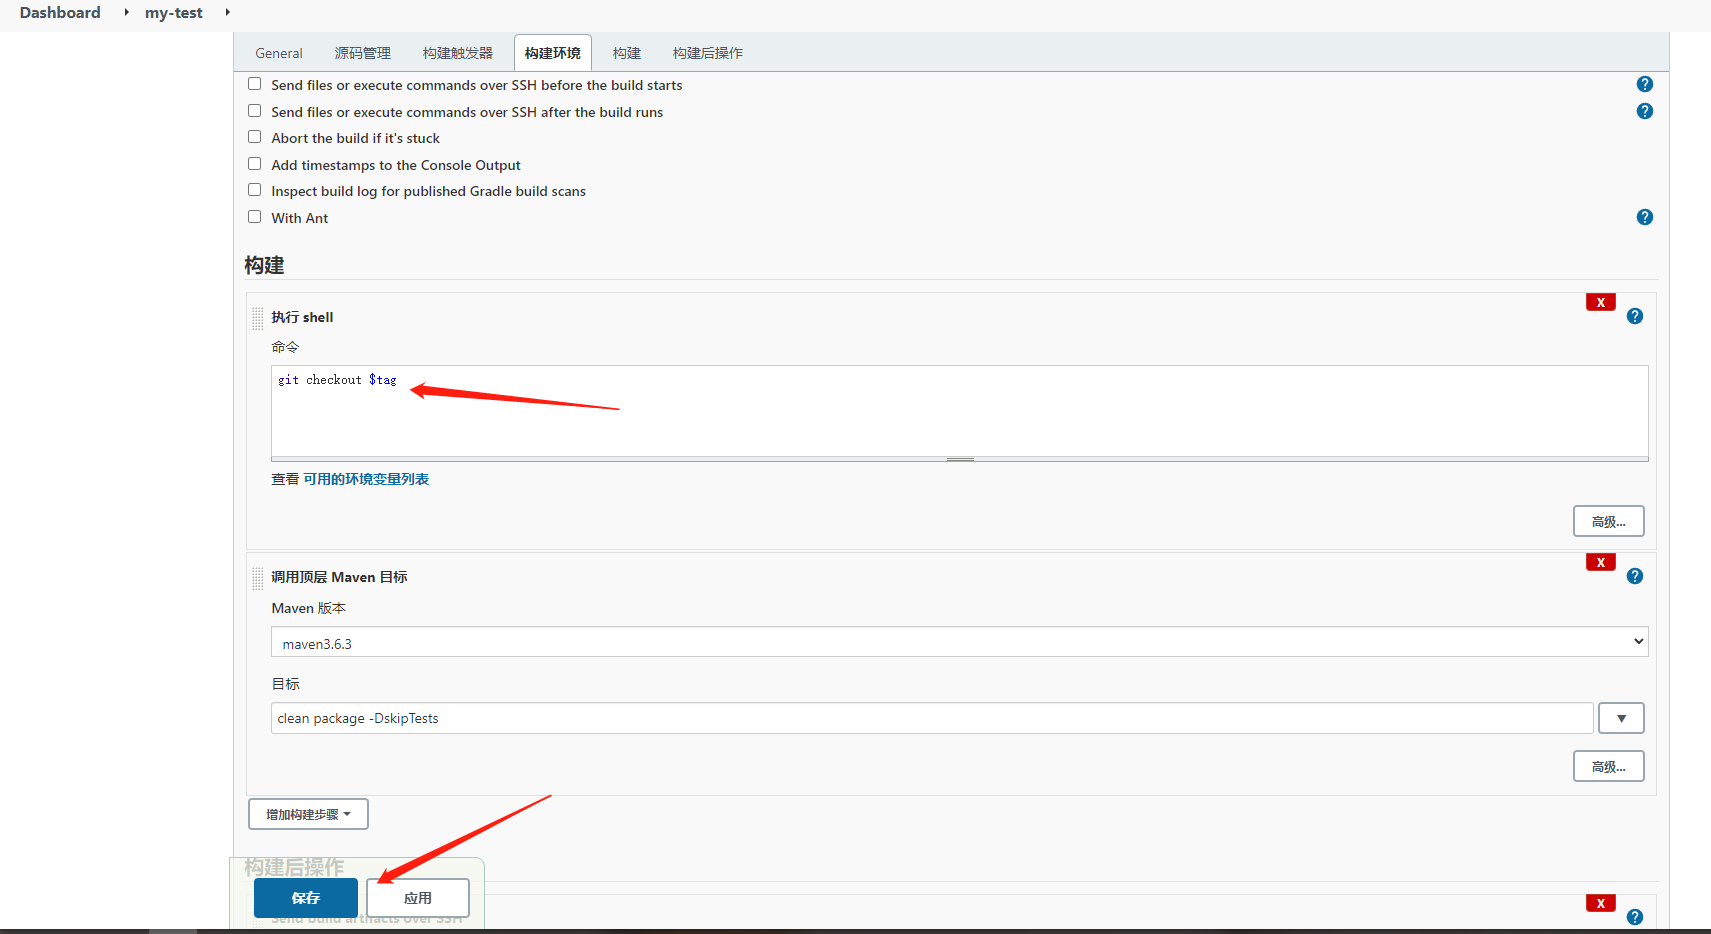 Dashboard my-test
General 源码管理 构建触发器 构建环境 构建 构建后操作
Send files or execute commands over SSH before the build starts
Send files or execute commands over SSH after the build runs
Abort the build if it's stuck
Add timestamps to the Console Output
Inspect build log for published Gradle build scans
With Ant
构建
X
执行 shell
命令
git checkout $tag
查看 可用的环境变量列表
高级...
X
调用顶层 Maven 目标
Maven 版本
maven3.6.3
目标
clean package -DskipTests
高级...
增加构建步骤
构建后操作
保存 应用
X
Send build artifacts over SSH